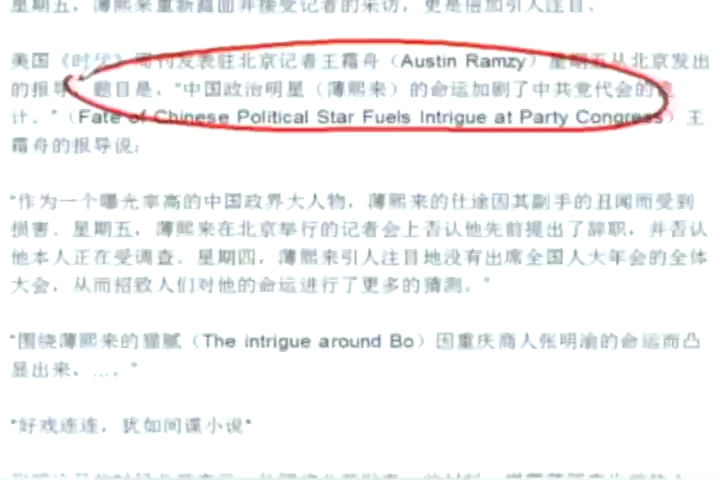 星期五，薄熙来重新露面并接受记者的采访，更是倍加引人注目。
美国《时代》周刊发表驻北京记者王霜舟（Austin Ramzy）星期五从北京发出
的报导，题目是，“中国政治明星（薄熙来）的命运加剧了中共党代会的
计。”（Fate of Chinese Political Star Fuels Intrigue at Party Congress）王
霜舟的报导说：
“作为一个曝光率高的中国政界大人物，薄熙来的仕途因其副手的丑闻而受到
损害。星期五，薄熙来在北京举行的记者会上否认他先前提出了辞职，并否认
他本人正在受调查。星期四，薄熙来引人注目地没有出席全国人大年会的全体
大会，从而招致人们对他的命运进行了更多的猜测。”
“围绕薄熙来的猫腻（The intrigue around Bo）因重庆商人张明渝的命运而凸
显出来，....。”
“好戏连连，犹如间谍小说”